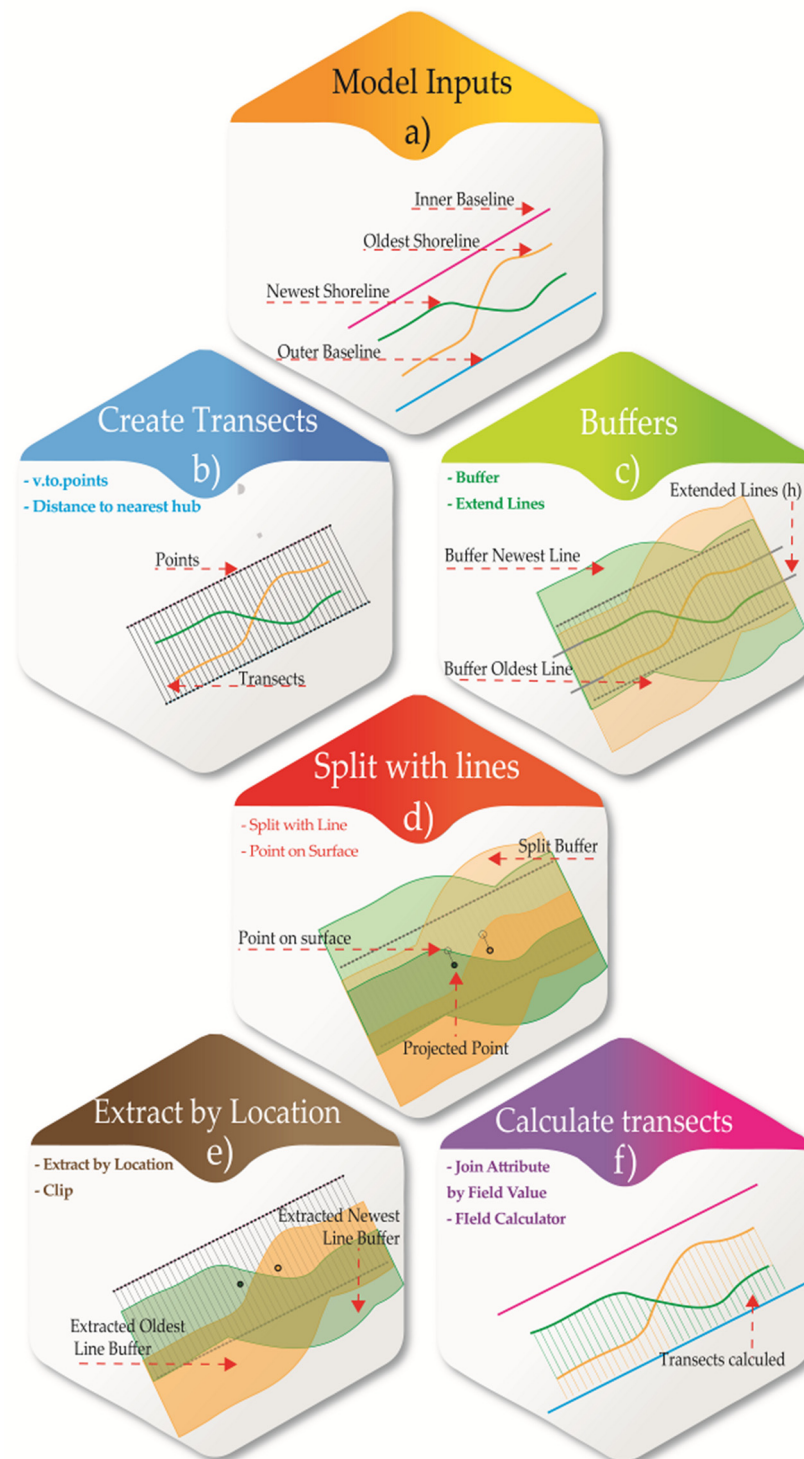 Model Inputs
a)
Inner Baseline
Oldest Shoreline
Newest Shoreline
Outer Baseline
Create Transects
b)
- v.to.points
- Distance to nearest hub
Points
Transects
Buffers
c)
- Buffer
- Extend Lines
Extended Lines (h)
Buffer Newest Line
Buffer Oldest Line
Split with lines
d)
- Split with Line
- Point on Surface
Split Buffer
Point on surface
Projected Point
Extract by Location
e)
- Extract by Location
- Clip
Extracted Newest
Line Buffer
Extracted Oldest
Line Buffer
Calculate transects
f)
- Join Attribute
by Field Value
- FIeld Calculator
Transects calculed